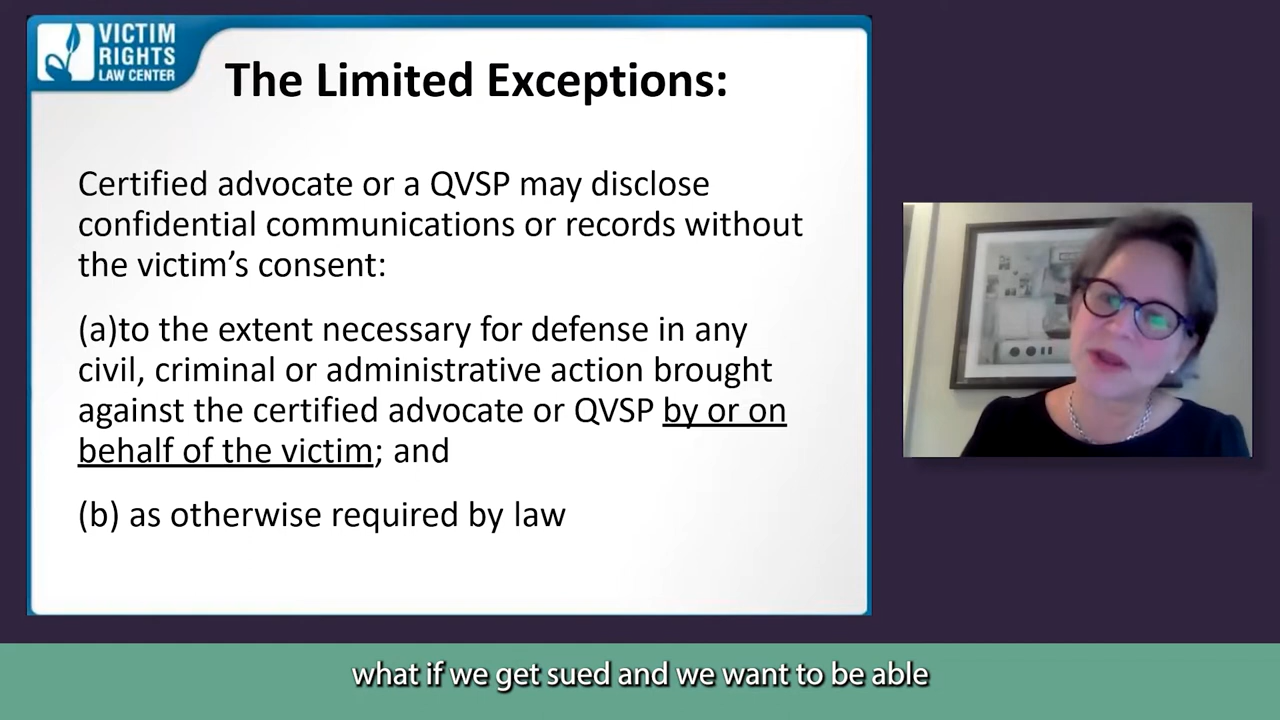 VICTIM
RIGHTS
LAW CENTER
The Limited Exceptions:
Certified advocate or a QVSP may disclose
confidential communications or records without
the victim’s consent:
(a)to the extent necessary for defense in any
civil, criminal or administrative action brought
against the certified advocate or QVSP by or on
behalf of the victim; and
(b) as otherwise required by law
what if we get sued and we want to be able